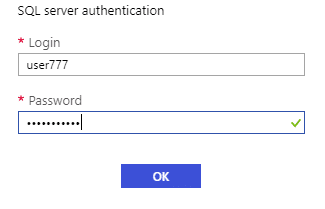 SQL server authentication
* Login
user777
* Password
•••••••••••
OK